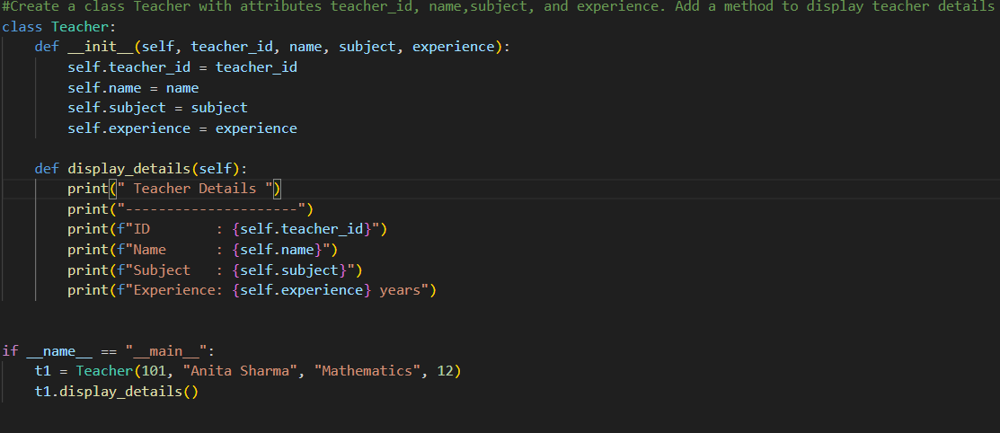 #Create a class Teacher with attributes teacher_id, name,subject, and experience. Add a method to display teacher details
class Teacher:
    def __init__(self, teacher_id, name, subject, experience):
        self.teacher_id = teacher_id
        self.name = name
        self.subject = subject
        self.experience = experience

    def display_details(self):
        print(" Teacher Details ")
        print("---------------------")
        print(f"ID        : {self.teacher_id}")
        print(f"Name      : {self.name}")
        print(f"Subject   : {self.subject}")
        print(f"Experience: {self.experience} years")


if __name__ == "__main__":
    t1 = Teacher(101, "Anita Sharma", "Mathematics", 12)
    t1.display_details()